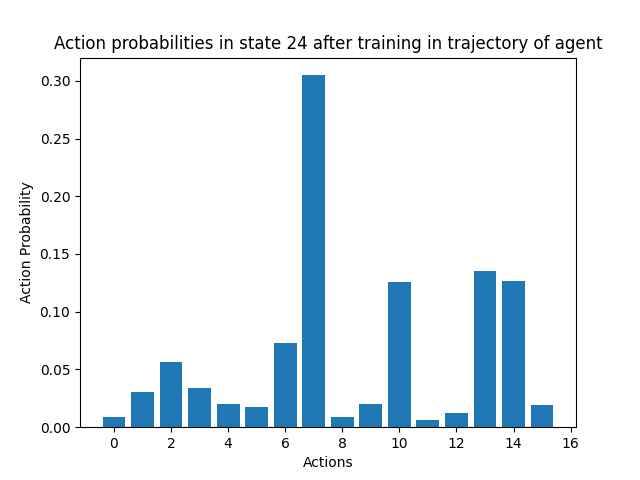 Action probabilities in state 24 after training in trajectory of agent
0.30
0.25
0.20
0.15
0.10
0.05
0.00
Action Probability
0 2 4 6 8 10 12 14 16
Actions